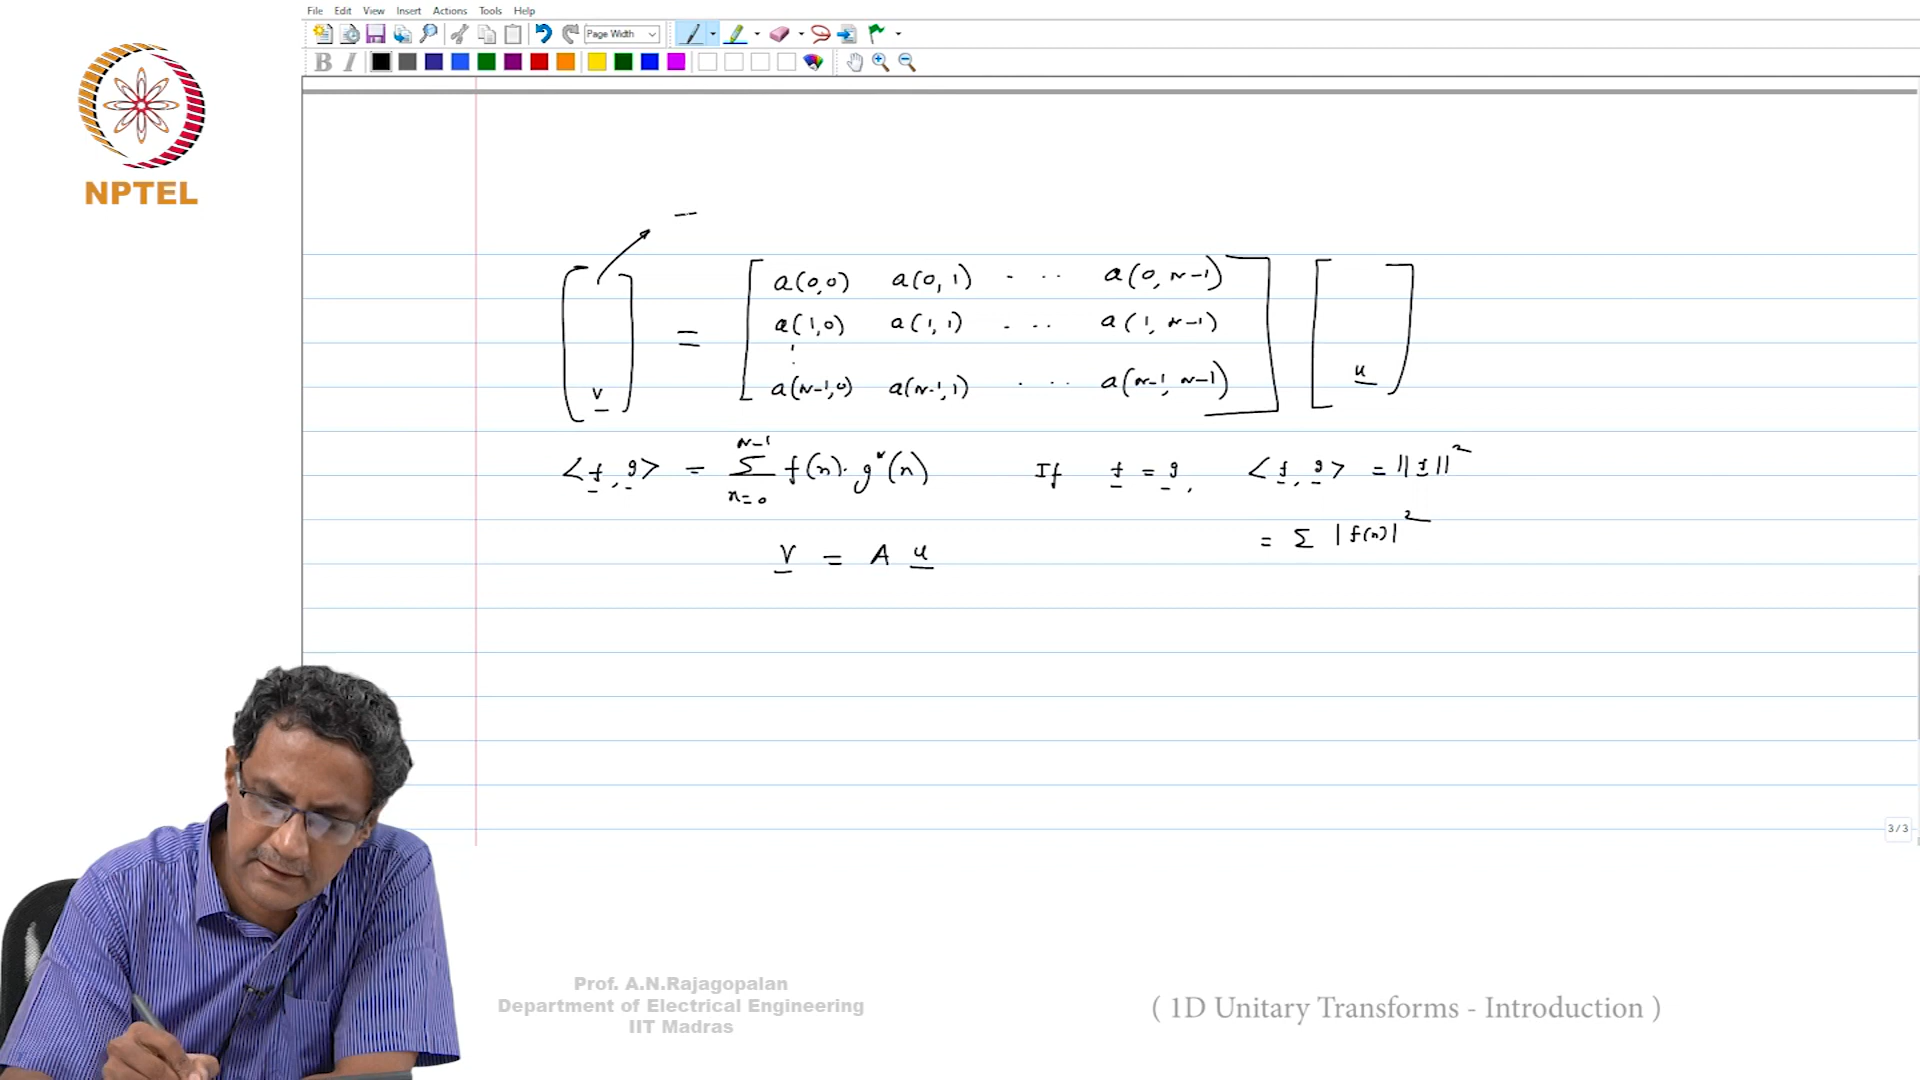 File Edit View Insert Actions Tools Help
Page Width
B I
NPTEL
a(0,0) a(0,1) - .. a(0,N-1)
= a(1,0) a(1,1) . .. a(1,N-1)
v a(N-1,0) a(N-1,1) . .. a(N-1,N-1) u
<f,g> = Σ_{n=0}^{N-1} f(n)· g*(n) If f = g, <f,g> = ||f||²
= Σ |f(n)|²
V = A u
3/3
Prof. A.N.Rajagopalan
Department of Electrical Engineering
IIT Madras
( 1D Unitary Transforms - Introduction )